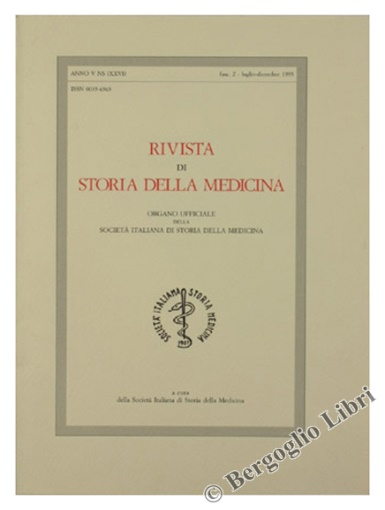 ANNO V NS (XXVI)
fasc. 2 - luglio-dicembre 1995
ISSN
RIVISTA
DI
STORIA DELLA MEDICINA
ORGANO UFFICIALE
DELLA
SOCIETÀ ITALIANA DI STORIA DELLA MEDICINA
SOCIETÀ ITALIANA STORIA MEDICINA
1907
A CURA
della Società Italiana di Storia della Medicina
© Bergoglio Libri